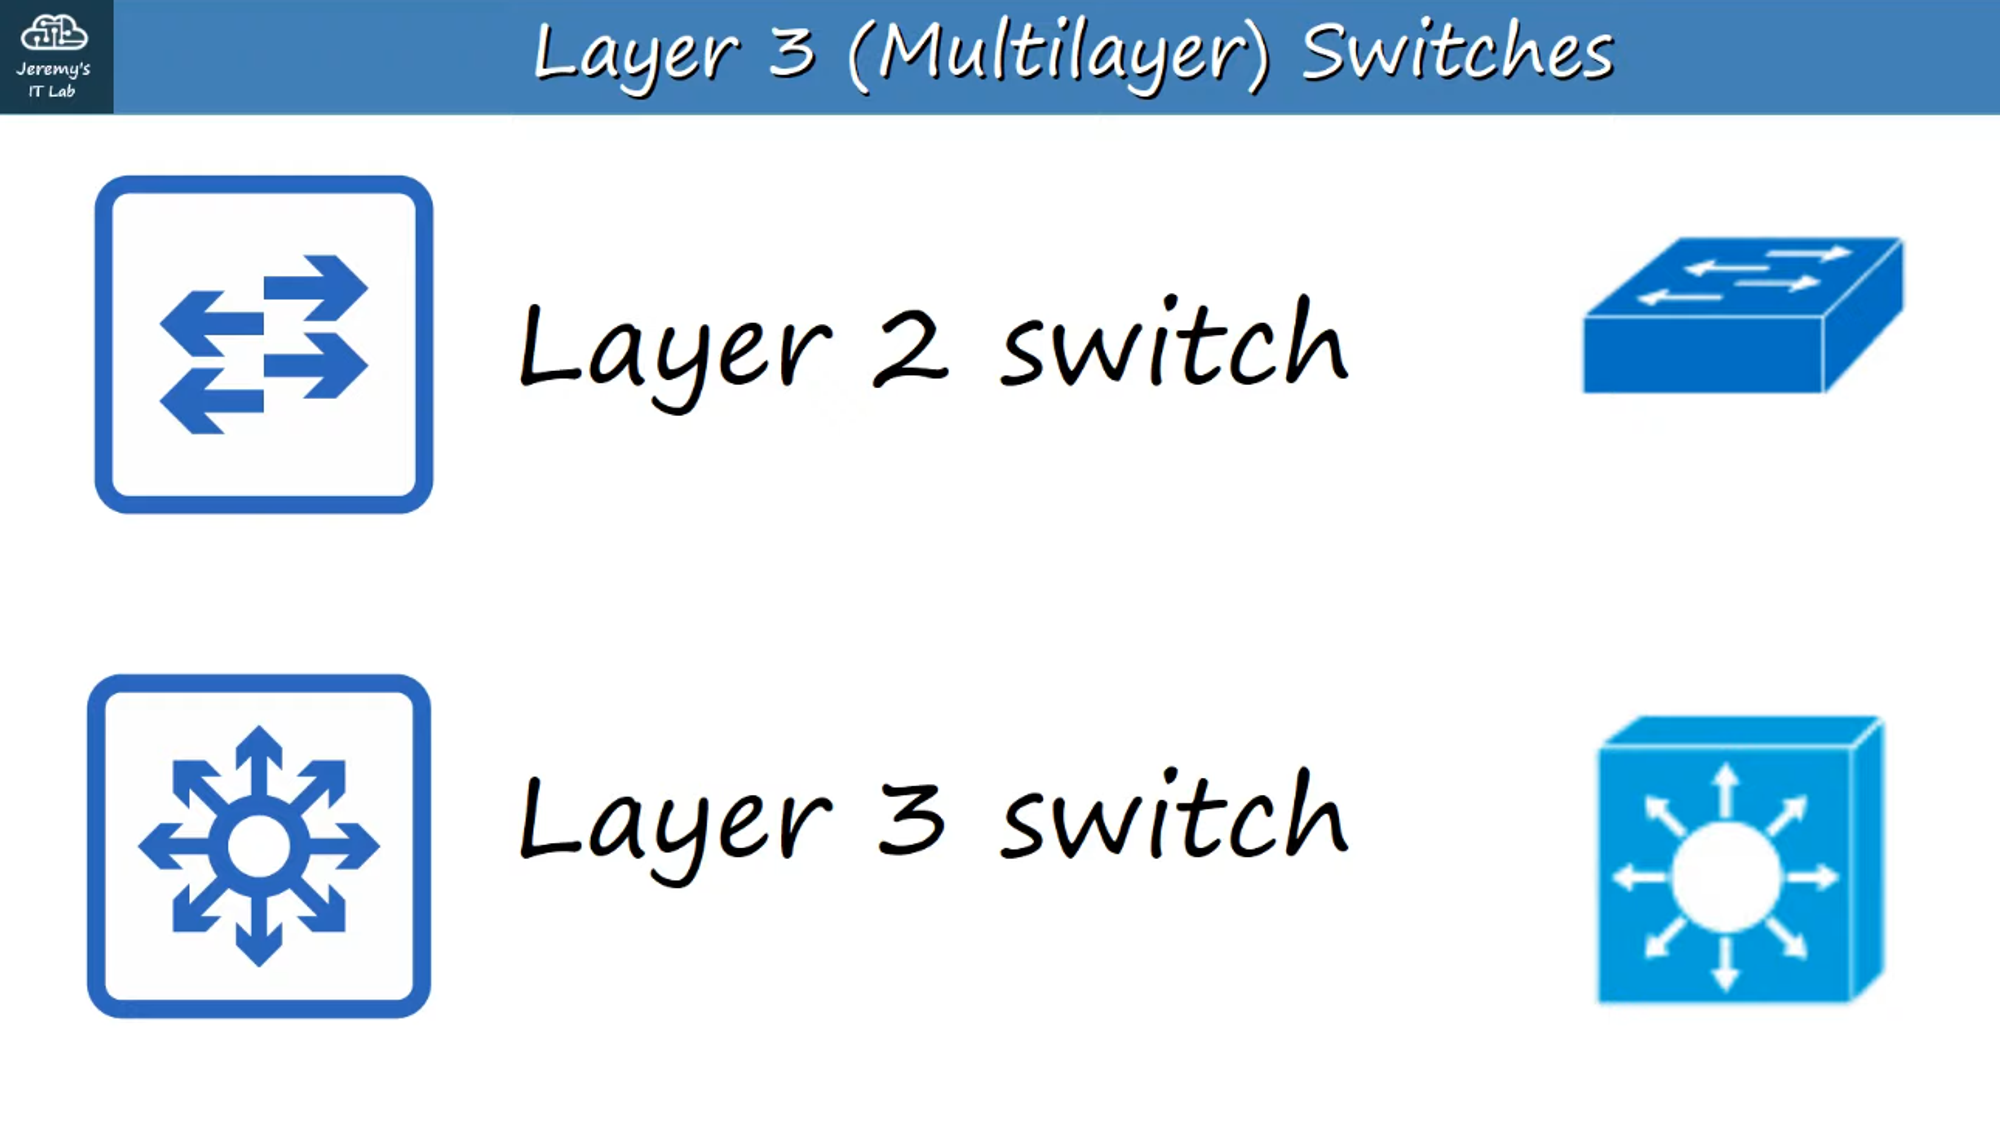 Jeremy's
IT Lab
Layer 3 (Multilayer) Switches
Layer 2 switch
Layer 3 switch